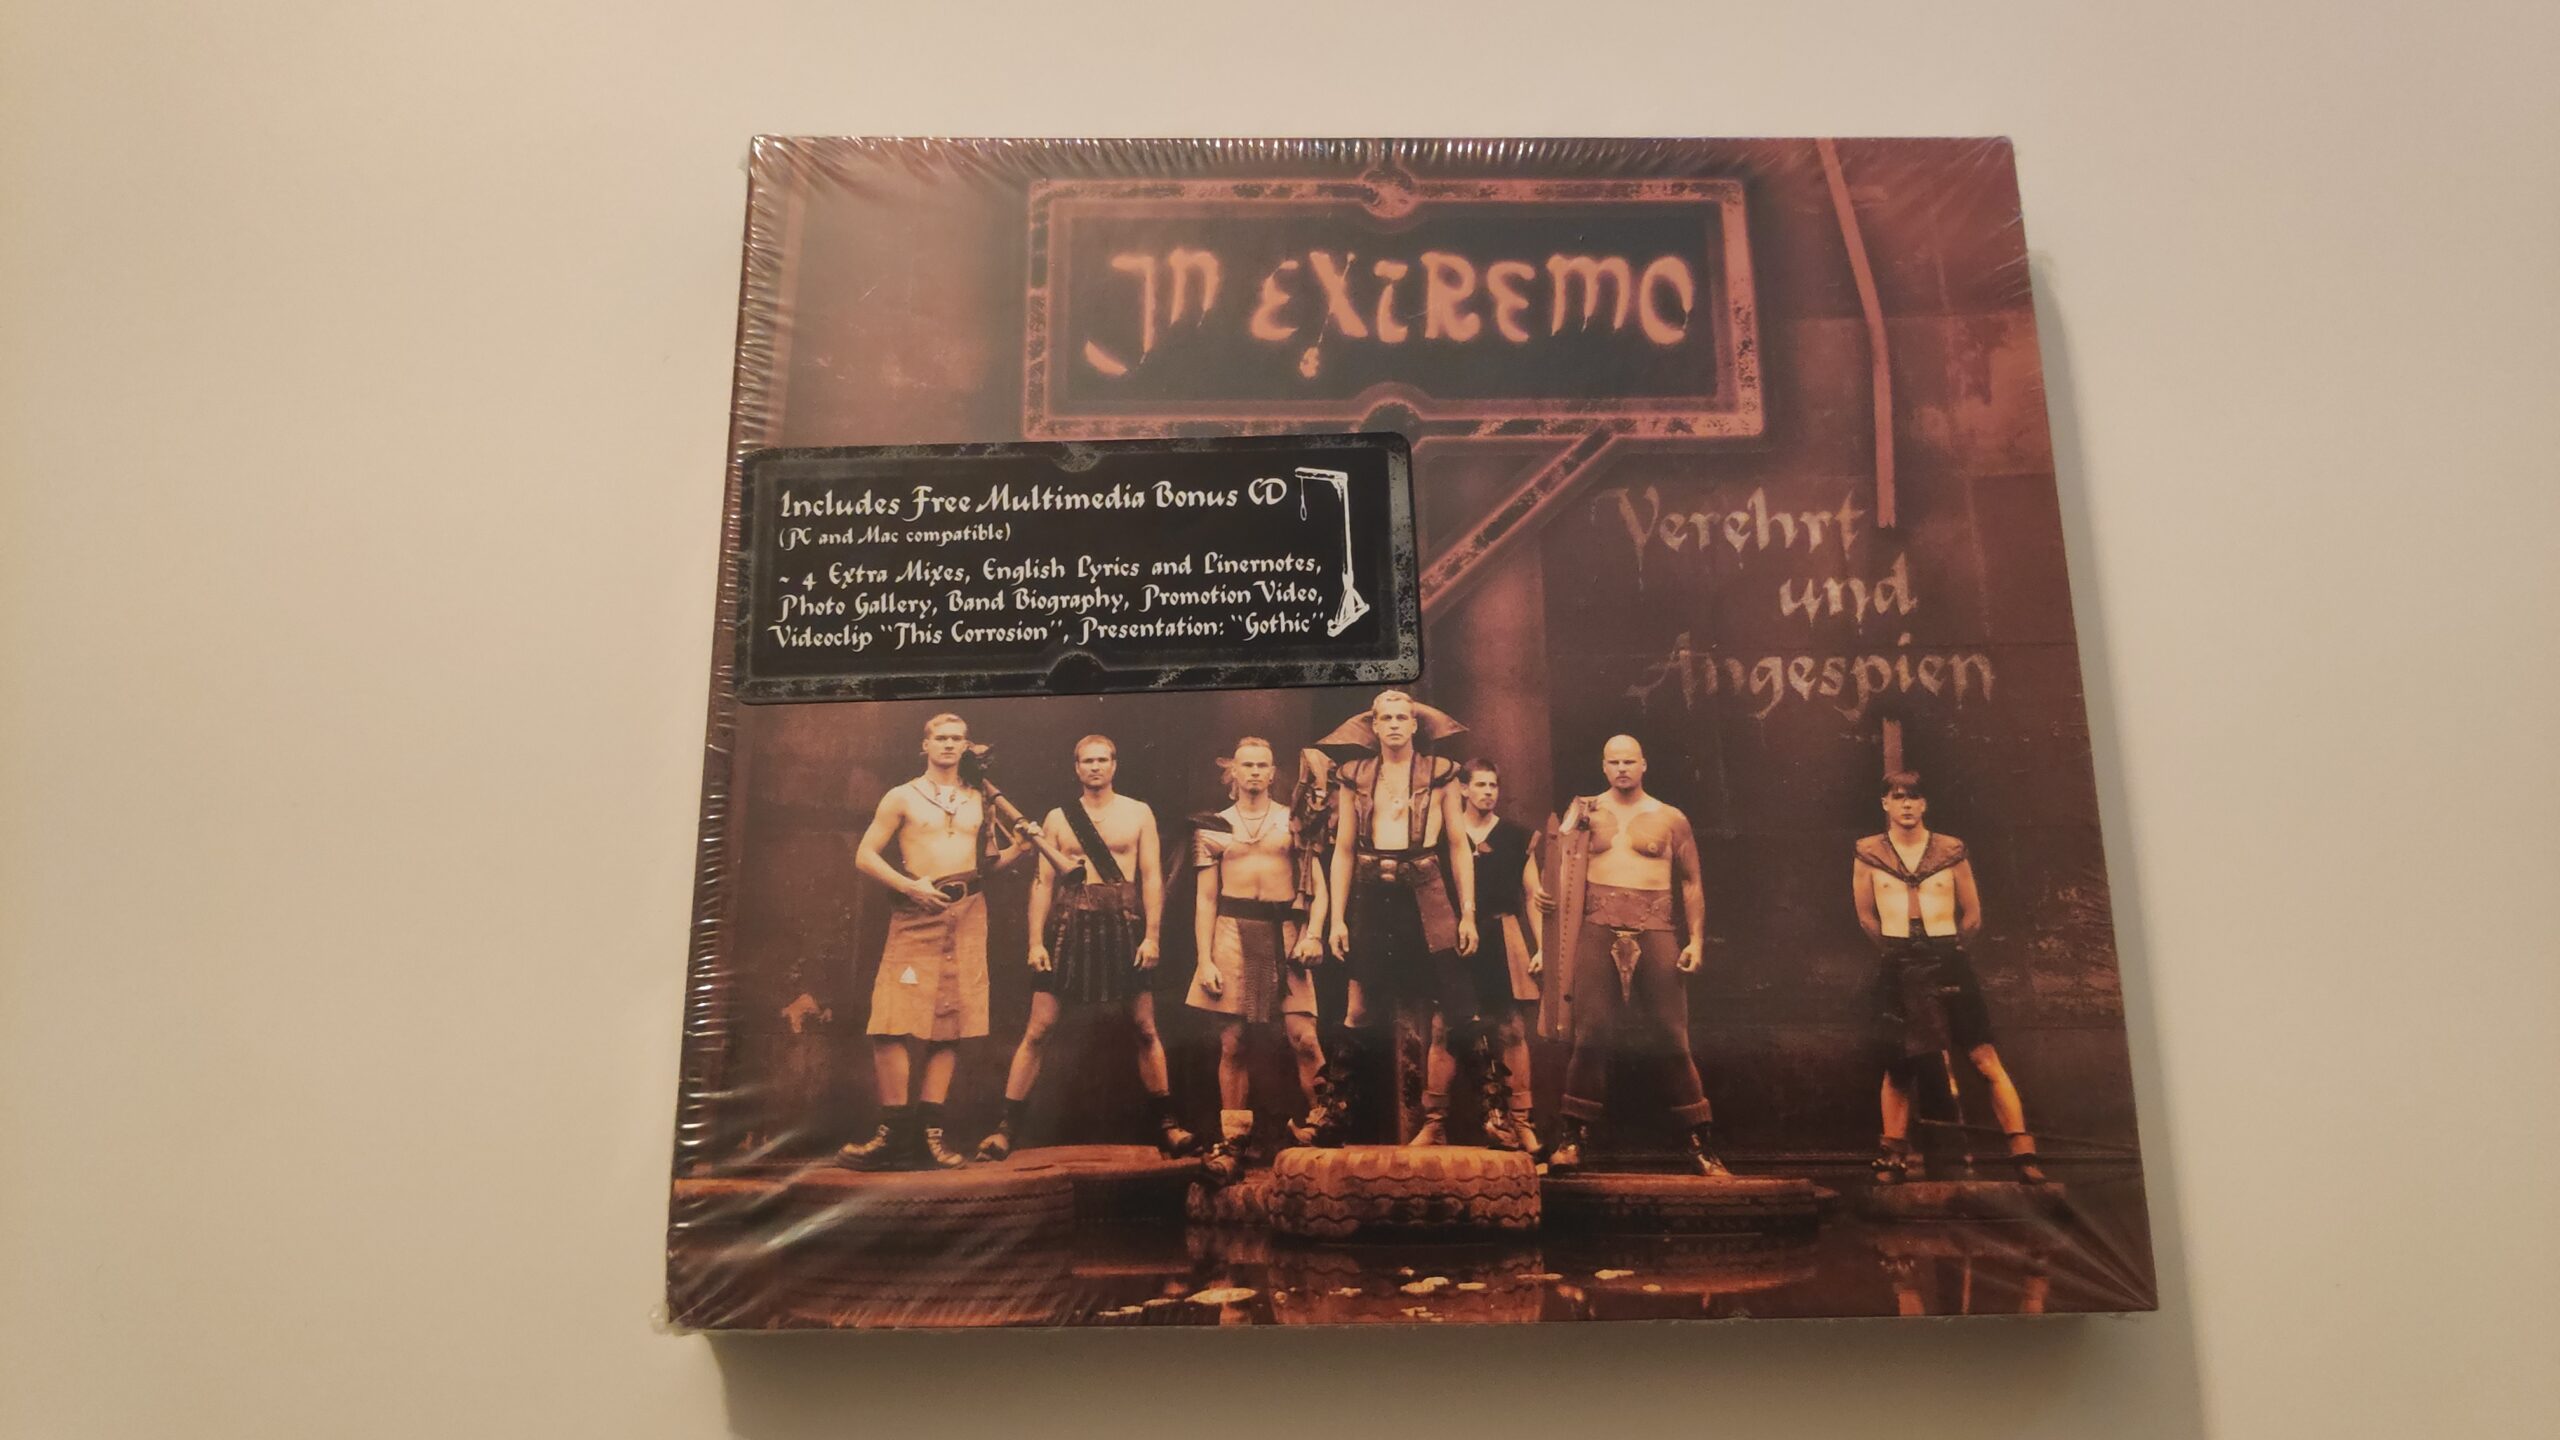 In Extremo
Includes Free Multimedia Bonus CD
(PC and Mac compatible)
~ 4 Extra Mixes, English Lyrics and Linernotes,
Photo Gallery, Band Biography, Promotion Video,
Videoclip "This Corrosion", Presentation: "Gothic"
Verehrt
und
Angespien